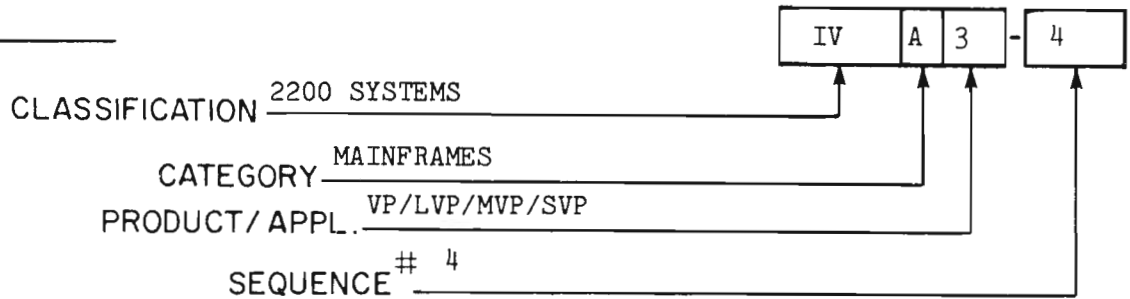 IV A 3 - 4
CLASSIFICATION 2200 SYSTEMS
CATEGORY MAINFRAMES
PRODUCT/APPL. VP/LVP/MVP/SVP
SEQUENCE # 4